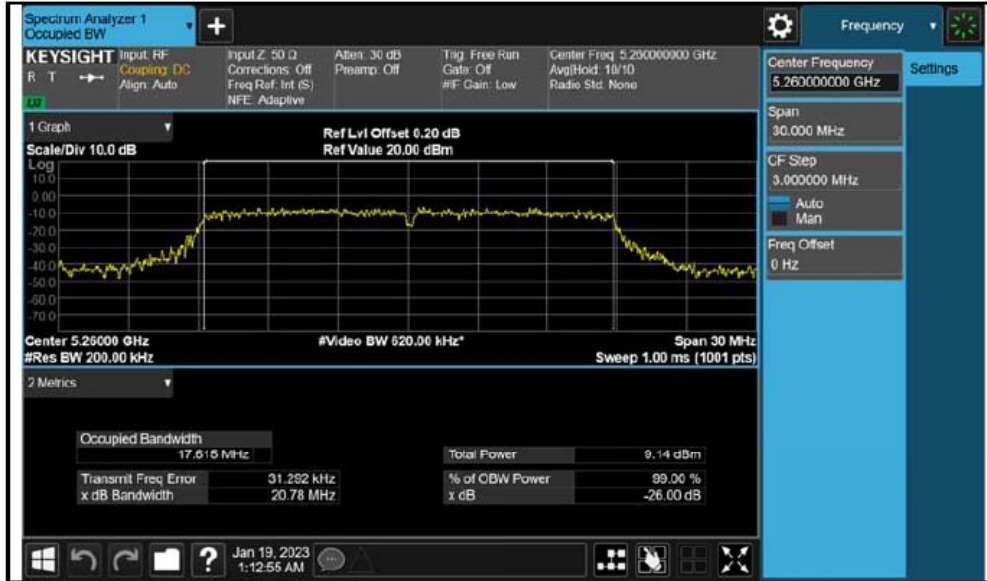 Spectrum Analyzer 1
Occupied BW
Frequency
KEYSIGHT
R T
LXI
Input: RF
Coupling: DC
Align: Auto
Input Z: 50 Ω
Corrections: Off
Freq Ref: Int (S)
NFE: Adaptive
Atten: 30 dB
Preamp: Off
Trig: Free Run
Gate: Off
#IF Gain: Low
Center Freq: 5.260000000 GHz
Avg|Hold: 10/10
Radio Std: None
Center Frequency
5.260000000 GHz
Settings
Span
30.000 MHz
CF Step
3.000000 MHz
Auto
Man
Freq Offset
0 Hz
1 Graph
Scale/Div 10.0 dB
Ref Lvl Offset 0.20 dB
Ref Value 20.00 dBm
Log
10.0
0.00
-10.0
-20.0
-30.0
-40.0
-50.0
-60.0
-70.0
Center 5.26000 GHz
#Video BW 620.00 kHz*
Span 30 MHz
#Res BW 200.00 kHz
Sweep 1.00 ms (1001 pts)
2 Metrics
Occupied Bandwidth
17.615 MHz
Total Power
9.14 dBm
Transmit Freq Error
31.292 kHz
% of OBW Power
99.00 %
x dB Bandwidth
20.78 MHz
x dB
-26.00 dB
?
Jan 19, 2023
1:12:55 AM